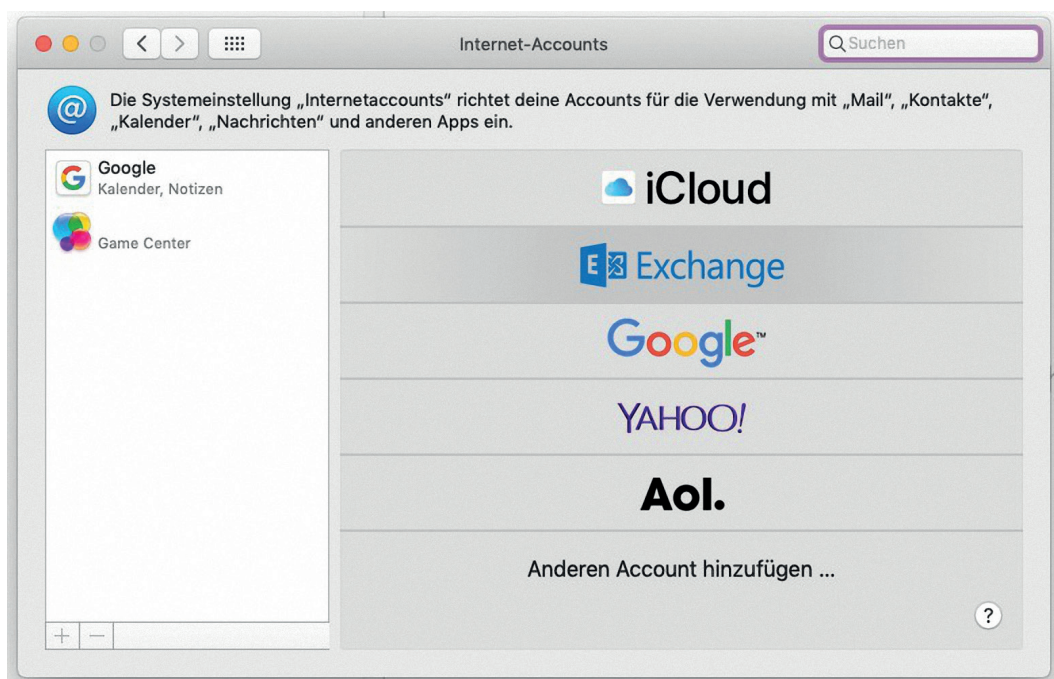 Internet-Accounts
Suchen
Die Systemeinstellung „Internetaccounts“ richtet deine Accounts für die Verwendung mit „Mail“, „Kontakte“,
„Kalender“, „Nachrichten“ und anderen Apps ein.
Google
Kalender, Notizen
Game Center
iCloud
E Exchange
Google™
YAHOO!
Aol.
Anderen Account hinzufügen ...
?